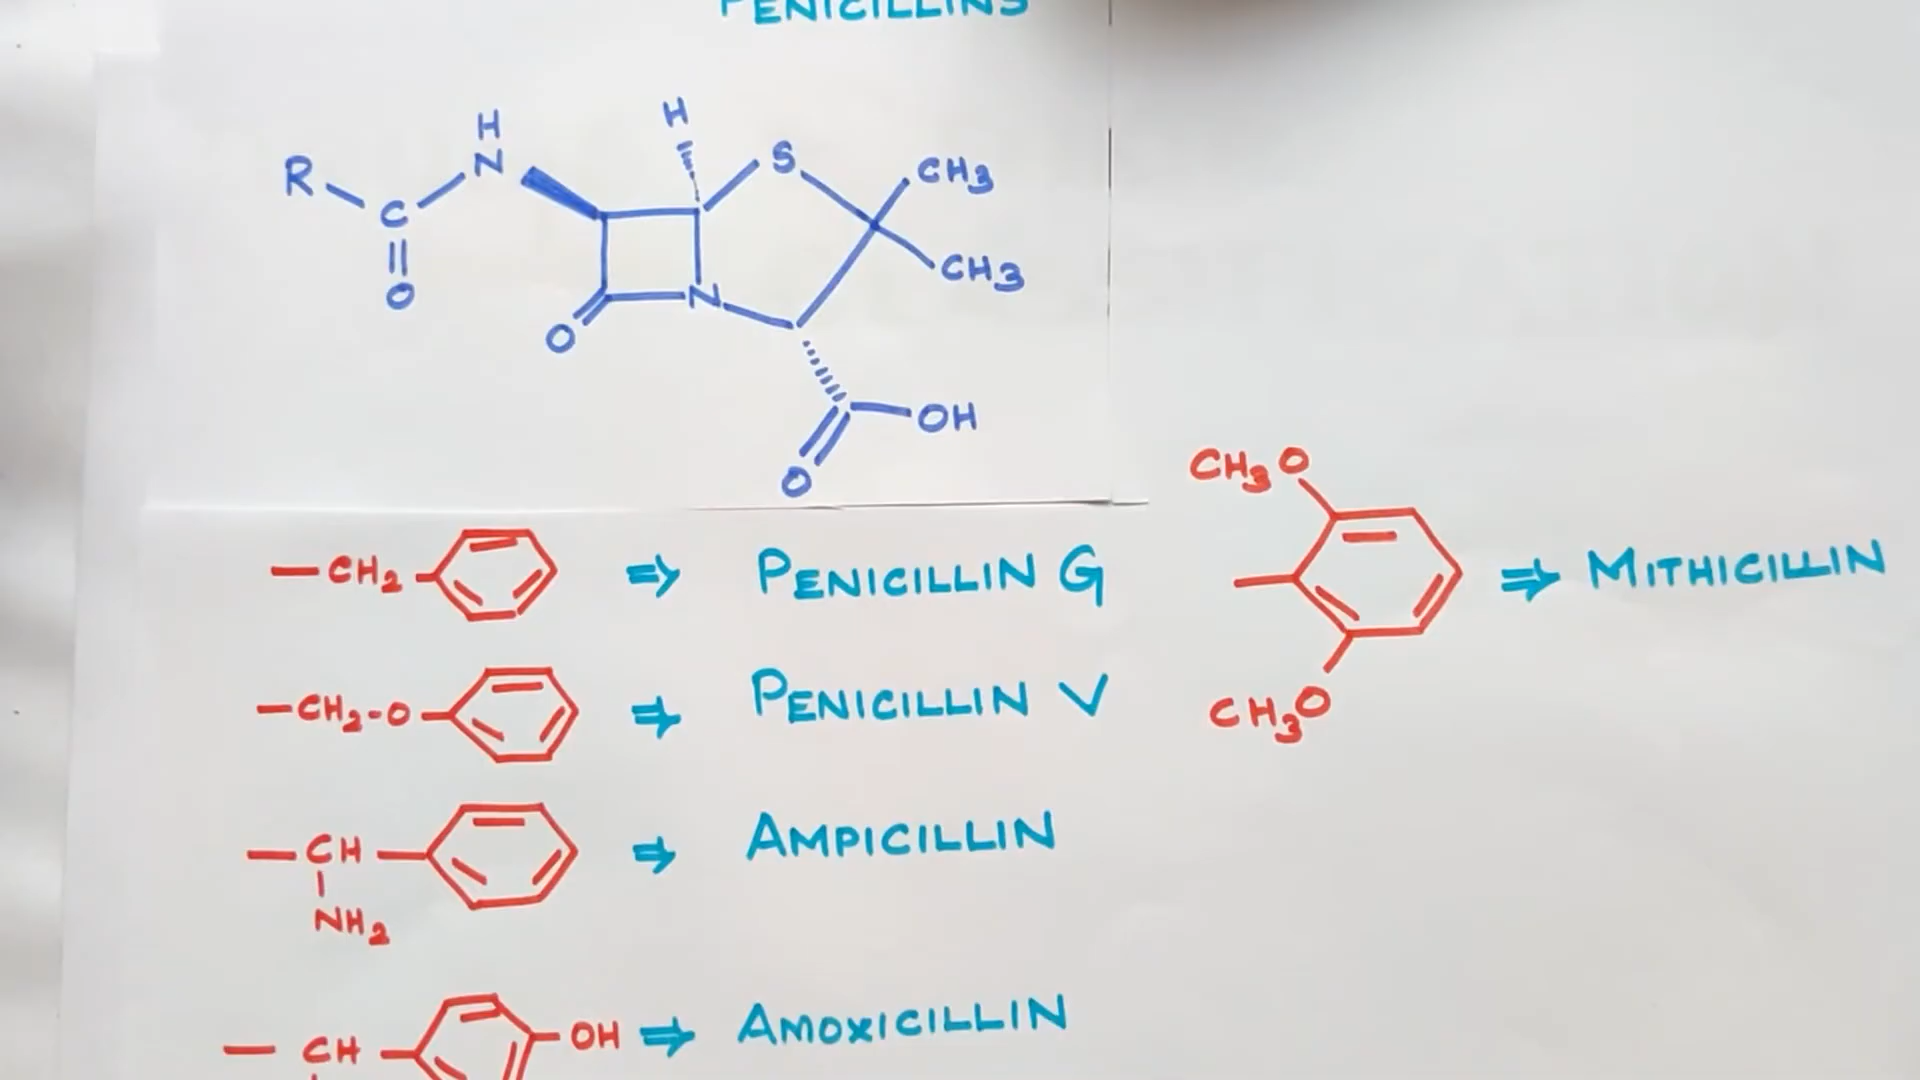 PENICILLINS
H
H
N
S
CH3
R
C
O
CH3
N
O
OH
O
CH3O
-CH2- ⇒ PENICILLIN G
⇒ MITHICILLIN
-CH2-O- ⇒ PENICILLIN V
CH3O
-CH- ⇒ AMPICILLIN
NH2
-CH- OH ⇒ AMOXICILLIN